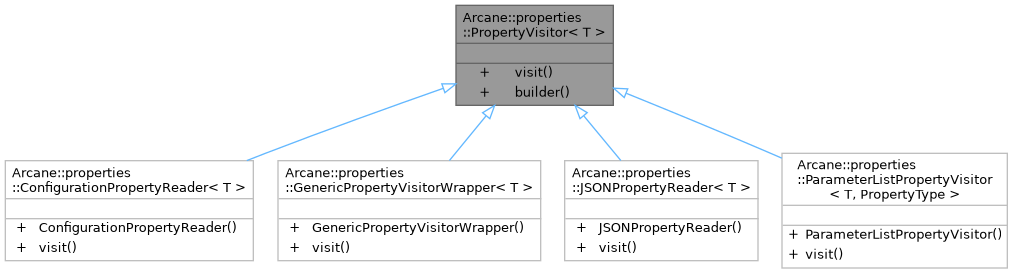 Arcane::properties
::PropertyVisitor< T >
+ visit()
+ builder()
Arcane::properties
::ConfigurationPropertyReader< T >
+ ConfigurationPropertyReader()
+ visit()
Arcane::properties
::GenericPropertyVisitorWrapper< T >
+ GenericPropertyVisitorWrapper()
+ visit()
Arcane::properties
::JSONPropertyReader< T >
+ JSONPropertyReader()
+ visit()
Arcane::properties
::ParameterListPropertyVisitor
< T, PropertyType >
+ ParameterListPropertyVisitor()
+ visit()